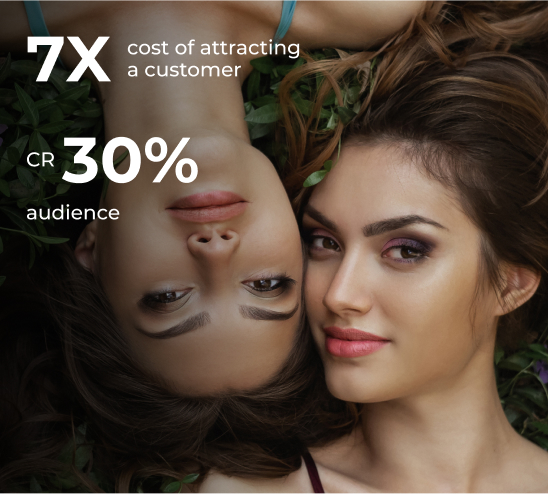 7X cost of attracting
a customer
CR 30%
audience